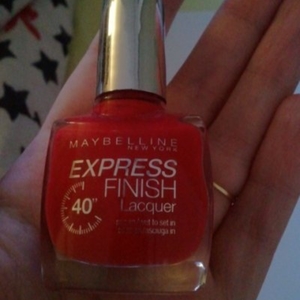 MAYBELLINE
NEW YORK
EXPRESS
FINISH
40"
Lacquer